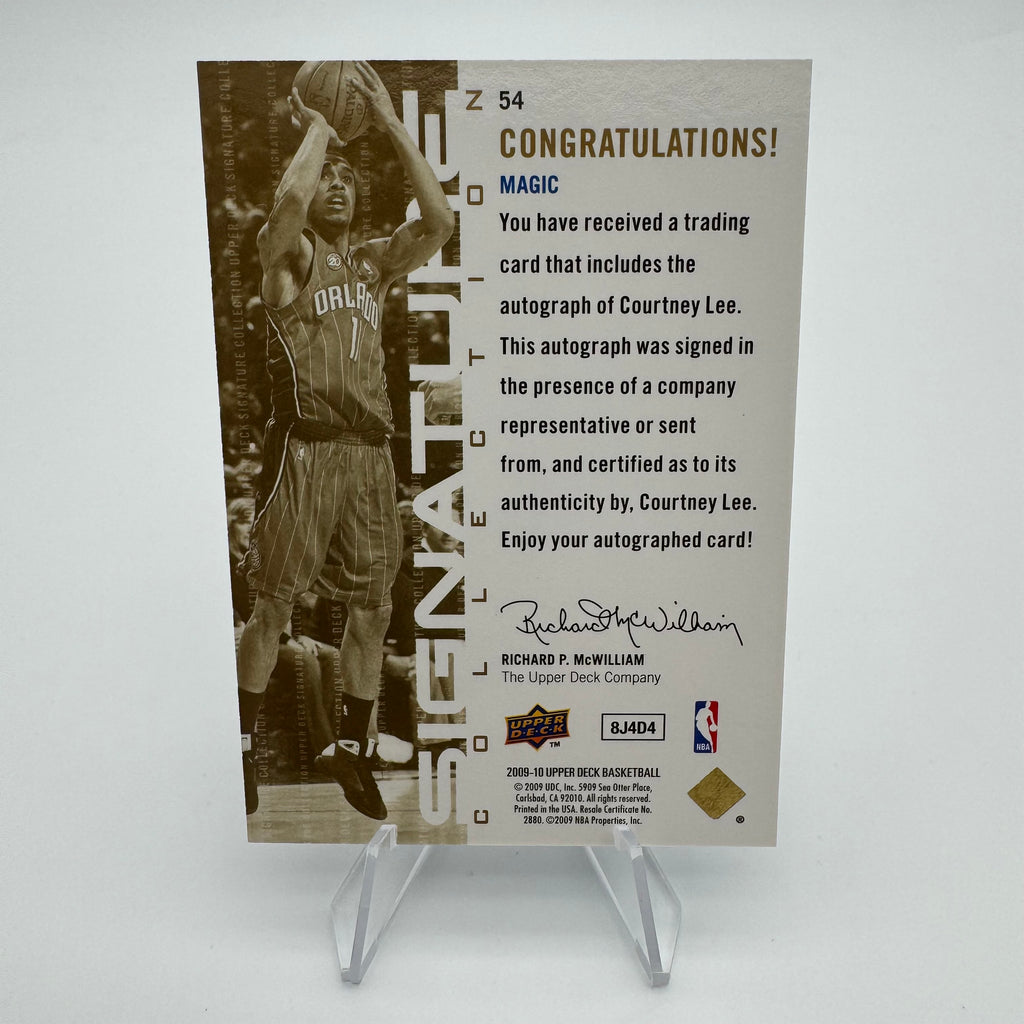 54
CONGRATULATIONS!
MAGIC
You have received a trading
card that includes the
autograph of Courtney Lee.
This autograph was signed in
the presence of a company
representative or sent
from, and certified as to its
authenticity by, Courtney Lee.
Enjoy your autographed card!
Richard P. McWilliam
RICHARD P. McWILLIAM
The Upper Deck Company
UPPER
D·E·C·K
TM
8J4D4
NBA
2009-10 UPPER DECK BASKETBALL
© 2009 UDC, Inc. 5909 Sea Otter Place,
Carlsbad, CA 92010. All rights reserved.
Printed in the USA. Resale Certificate No.
2880. ©2009 NBA Properties, Inc.
®
SIGNATURE
COLLECTION
ORLANDO
11